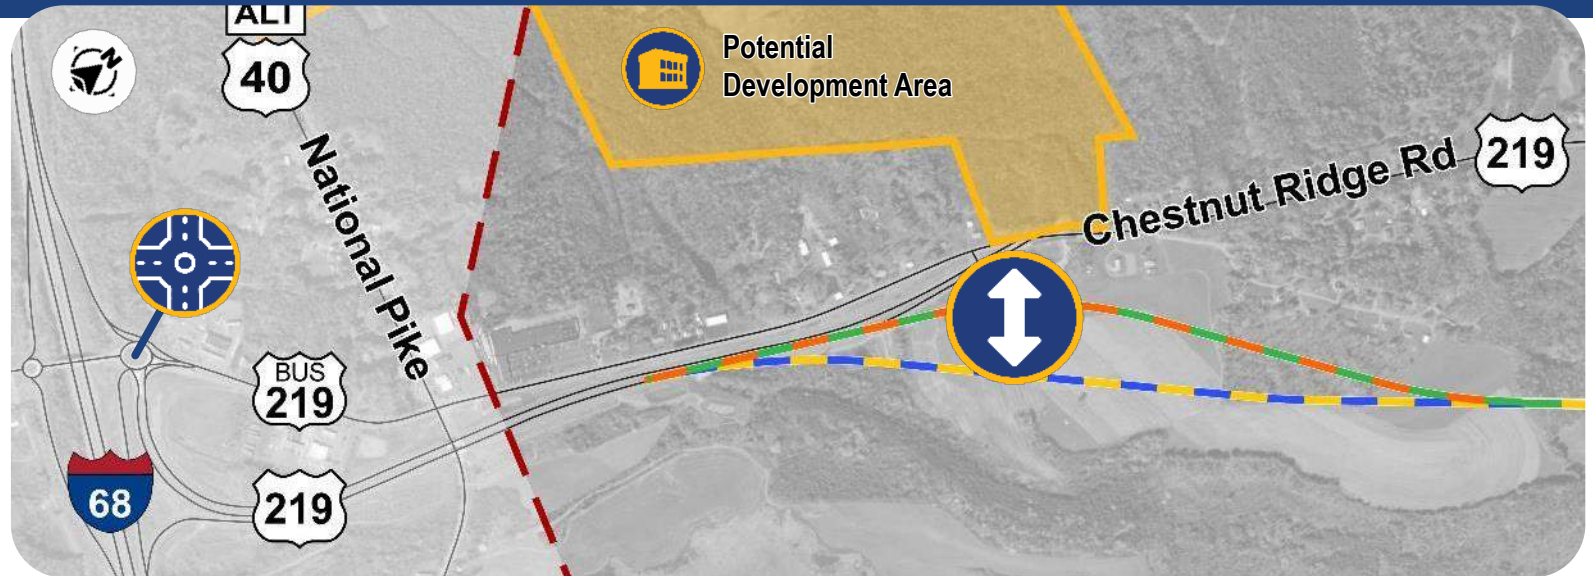 N
ALT
40
Potential
Development Area
National Pike
Chestnut Ridge Rd
219
BUS
219
68
219